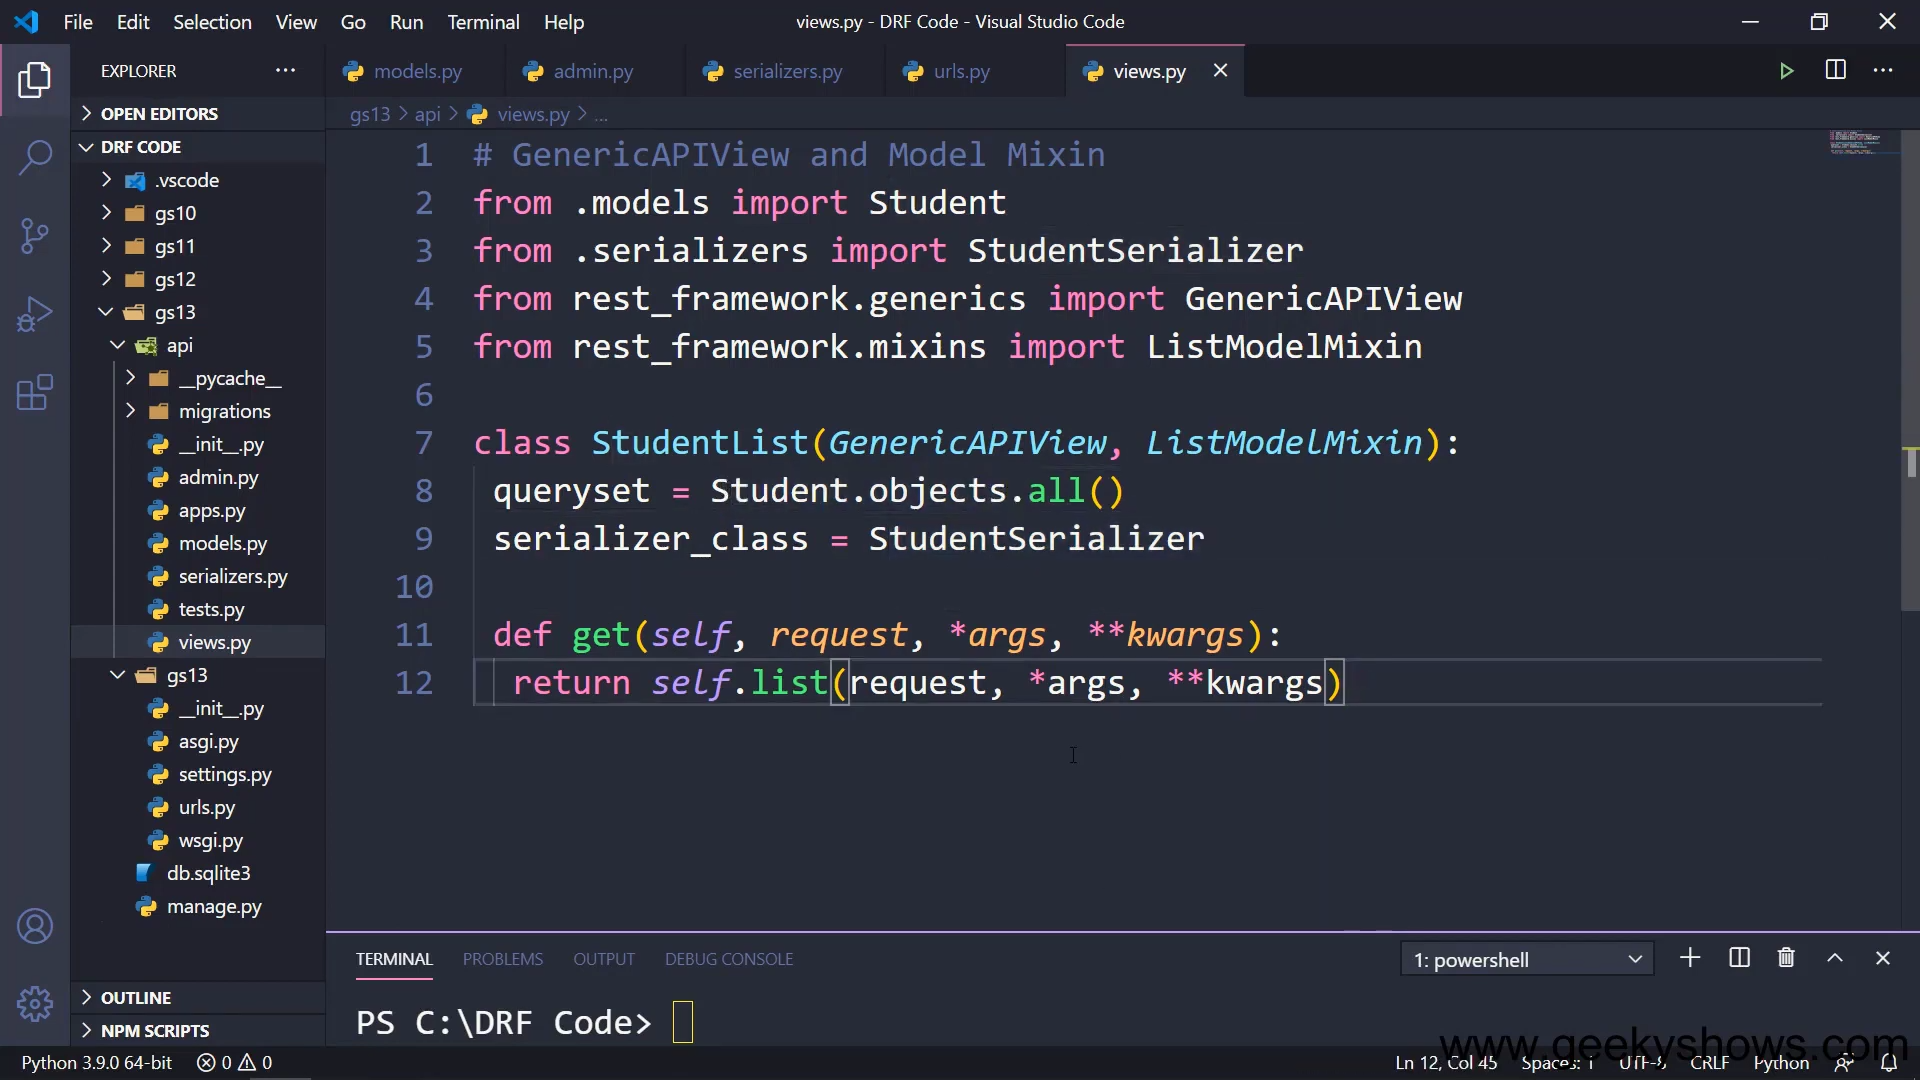 File Edit Selection View Go Run Terminal Help
views.py - DRF Code - Visual Studio Code
EXPLORER
models.py admin.py serializers.py urls.py views.py
OPEN EDITORS
gs13 > api > views.py > ...
DRF CODE
.vscode
gs10
gs11
gs12
gs13
api
__pycache__
migrations
__init__.py
admin.py
apps.py
models.py
serializers.py
tests.py
views.py
gs13
__init__.py
asgi.py
settings.py
urls.py
wsgi.py
db.sqlite3
manage.py
OUTLINE
NPM SCRIPTS
1 # GenericAPIView and Model Mixin
2 from .models import Student
3 from .serializers import StudentSerializer
4 from rest_framework.generics import GenericAPIView
5 from rest_framework.mixins import ListModelMixin
6
7 class StudentList(GenericAPIView, ListModelMixin):
8 queryset = Student.objects.all()
9 serializer_class = StudentSerializer
10
11 def get(self, request, *args, **kwargs):
12 return self.list(request, *args, **kwargs)
TERMINAL PROBLEMS OUTPUT DEBUG CONSOLE
1: powershell
PS C:\DRF Code>
www.geekyshows.com
Python 3.9.0 64-bit 0 0
Ln 12, Col 45 Spaces: 1 UTF-8 CRLF Python